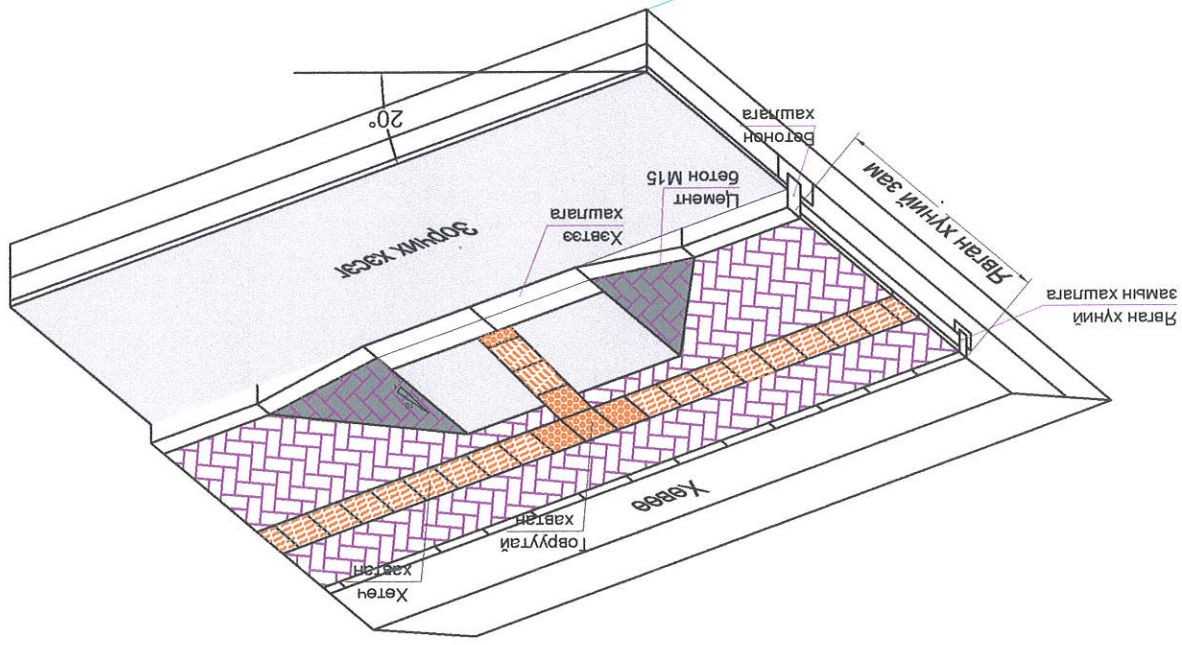 Хөтөч
хавтан
Товруутай
хавтан
Хөвөө
Явган хүний
замын хашлага
Явган хүний зам
Зорчих хэсэг
Хэвтээ
хашлага
Цемент
бетон М15
Бетонон
хашлага
20°